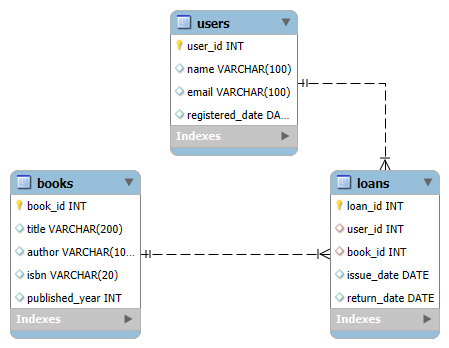 users
user_id INT
name VARCHAR(100)
email VARCHAR(100)
registered_date DA...
Indexes
books
book_id INT
title VARCHAR(200)
author VARCHAR(10...
isbn VARCHAR(20)
published_year INT
Indexes
loans
loan_id INT
user_id INT
book_id INT
issue_date DATE
return_date DATE
Indexes